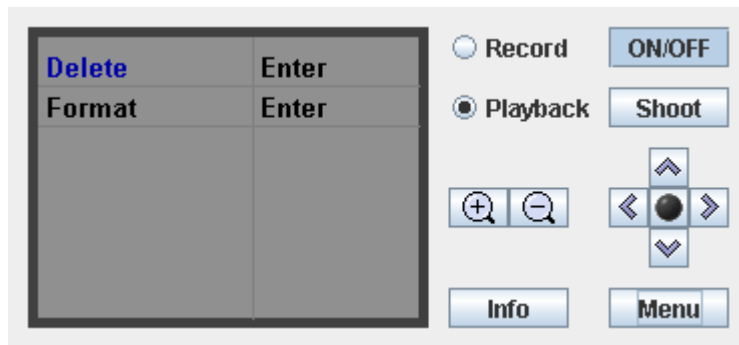 Delete Enter
Format Enter
Record ON/OFF
Playback Shoot
Info Menu